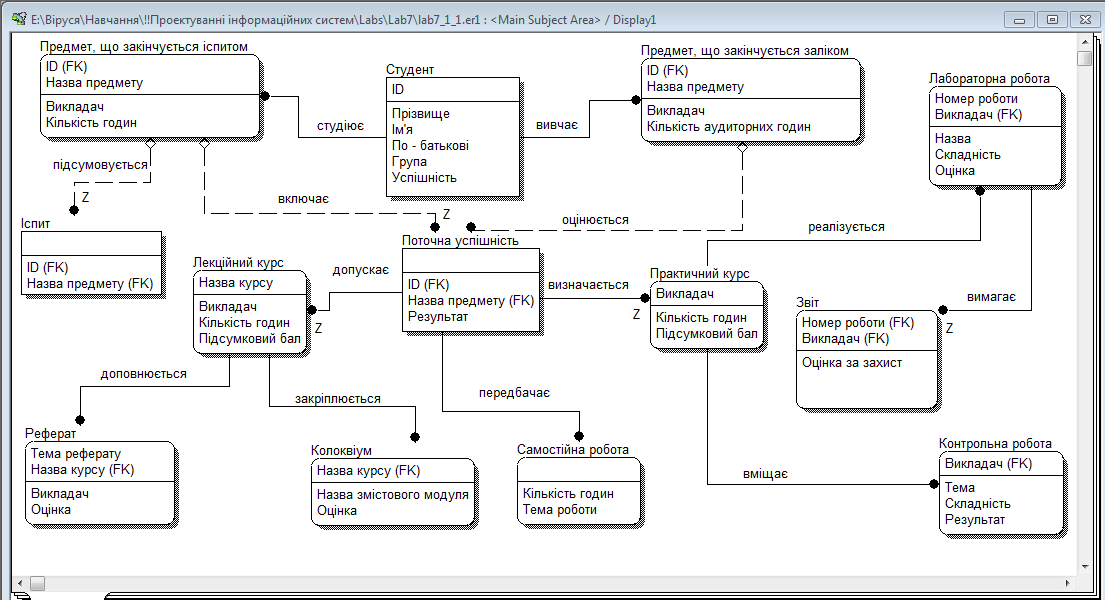 E:\Віруся\Навчання\!!Проектуванні інформаційних систем\Labs\Lab7\lab7_1_1.er1 : <Main Subject Area> / Display1
Предмет, що закінчується іспитом
ID (FK)
Назва предмету
Викладач
Кількість годин
Студент
ID
Прізвище
Ім'я
По - батькові
Група
Успішність
Предмет, що закінчується заліком
ID (FK)
Назва предмету
Викладач
Кількість аудиторних годин
Лабораторна робота
Номер роботи
Викладач (FK)
Назва
Складність
Оцінка
студіює
вивчає
підсумовується
Z
включає
Z
оцінюється
реалізується
Іспит
ID (FK)
Назва предмету (FK)
Лекційний курс
Назва курсу
Викладач
Кількість годин
Підсумковий бал
допускає
Z
Поточна успішність
ID (FK)
Назва предмету (FK)
Результат
визначається
Z
Практичний курс
Викладач
Кількість годин
Підсумковий бал
Звіт
Номер роботи (FK)
Викладач (FK)
Оцінка за захист
вимагає
Z
доповнюється
закріплюється
передбачає
вміщає
Реферат
Тема реферату
Назва курсу (FK)
Викладач
Оцінка
Колоквіум
Назва курсу (FK)
Назва змістового модуля
Оцінка
Самостійна робота
Кількість годин
Тема роботи
Контрольна робота
Викладач (FK)
Тема
Складність
Результат